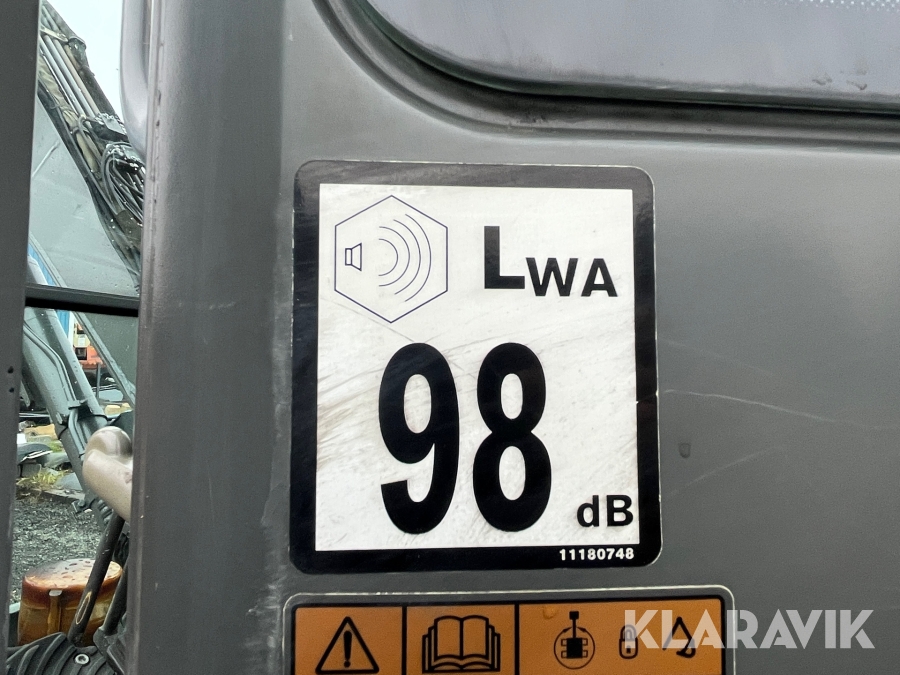 LWA
98
dB
11180748
KLARAVIK